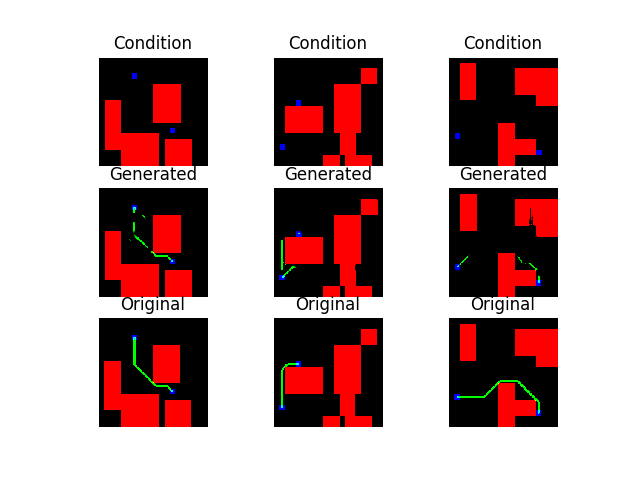 Condition
Condition
Condition
Generated
Generated
Generated
Original
Original
Original